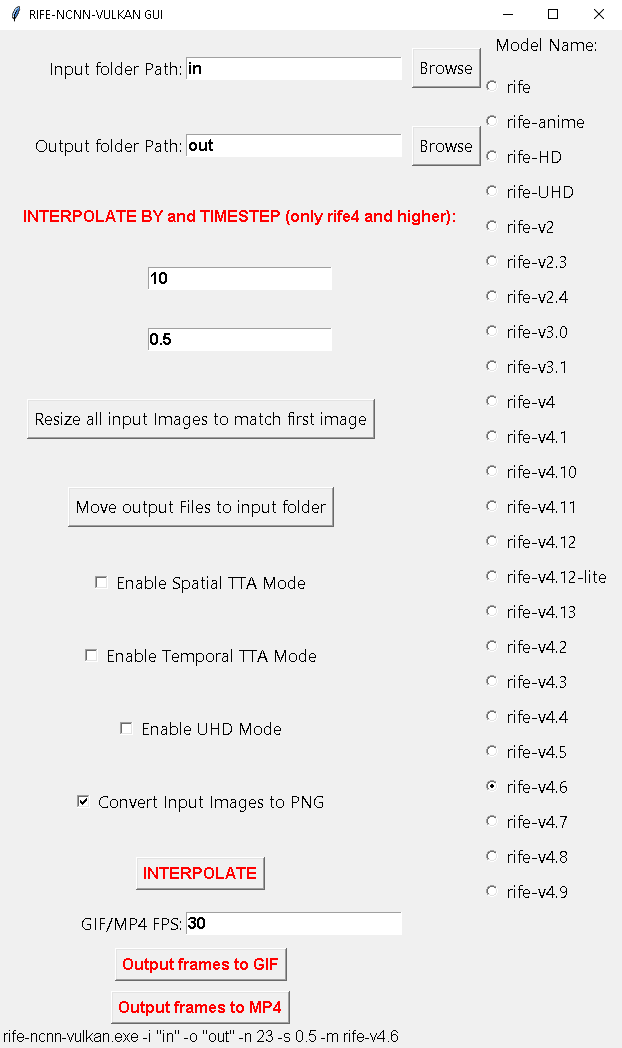 RIFE-NCNN-VULKAN GUI
Model Name:
Input folder Path: in Browse
Output folder Path: out Browse
INTERPOLATE BY and TIMESTEP (only rife4 and higher):
10
0.5
Resize all input Images to match first image
Move output Files to input folder
Enable Spatial TTA Mode
Enable Temporal TTA Mode
Enable UHD Mode
Convert Input Images to PNG
INTERPOLATE
GIF/MP4 FPS: 30
Output frames to GIF
Output frames to MP4
rife
rife-anime
rife-HD
rife-UHD
rife-v2
rife-v2.3
rife-v2.4
rife-v3.0
rife-v3.1
rife-v4
rife-v4.1
rife-v4.10
rife-v4.11
rife-v4.12
rife-v4.12-lite
rife-v4.13
rife-v4.2
rife-v4.3
rife-v4.4
rife-v4.5
rife-v4.6
rife-v4.7
rife-v4.8
rife-v4.9
rife-ncnn-vulkan.exe -i "in" -o "out" -n 23 -s 0.5 -m rife-v4.6